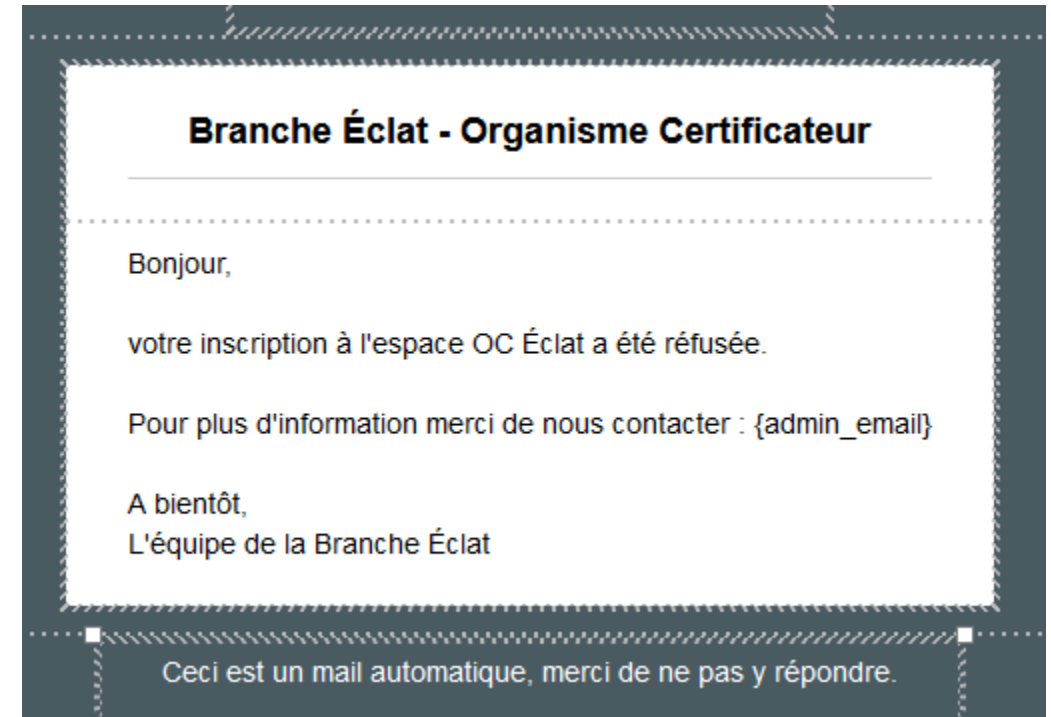 Branche Éclat - Organisme Certificateur
Bonjour,
votre inscription à l'espace OC Éclat a été réfusée.
Pour plus d'information merci de nous contacter : {admin_email}
A bientôt,
L'équipe de la Branche Éclat
Ceci est un mail automatique, merci de ne pas y répondre.